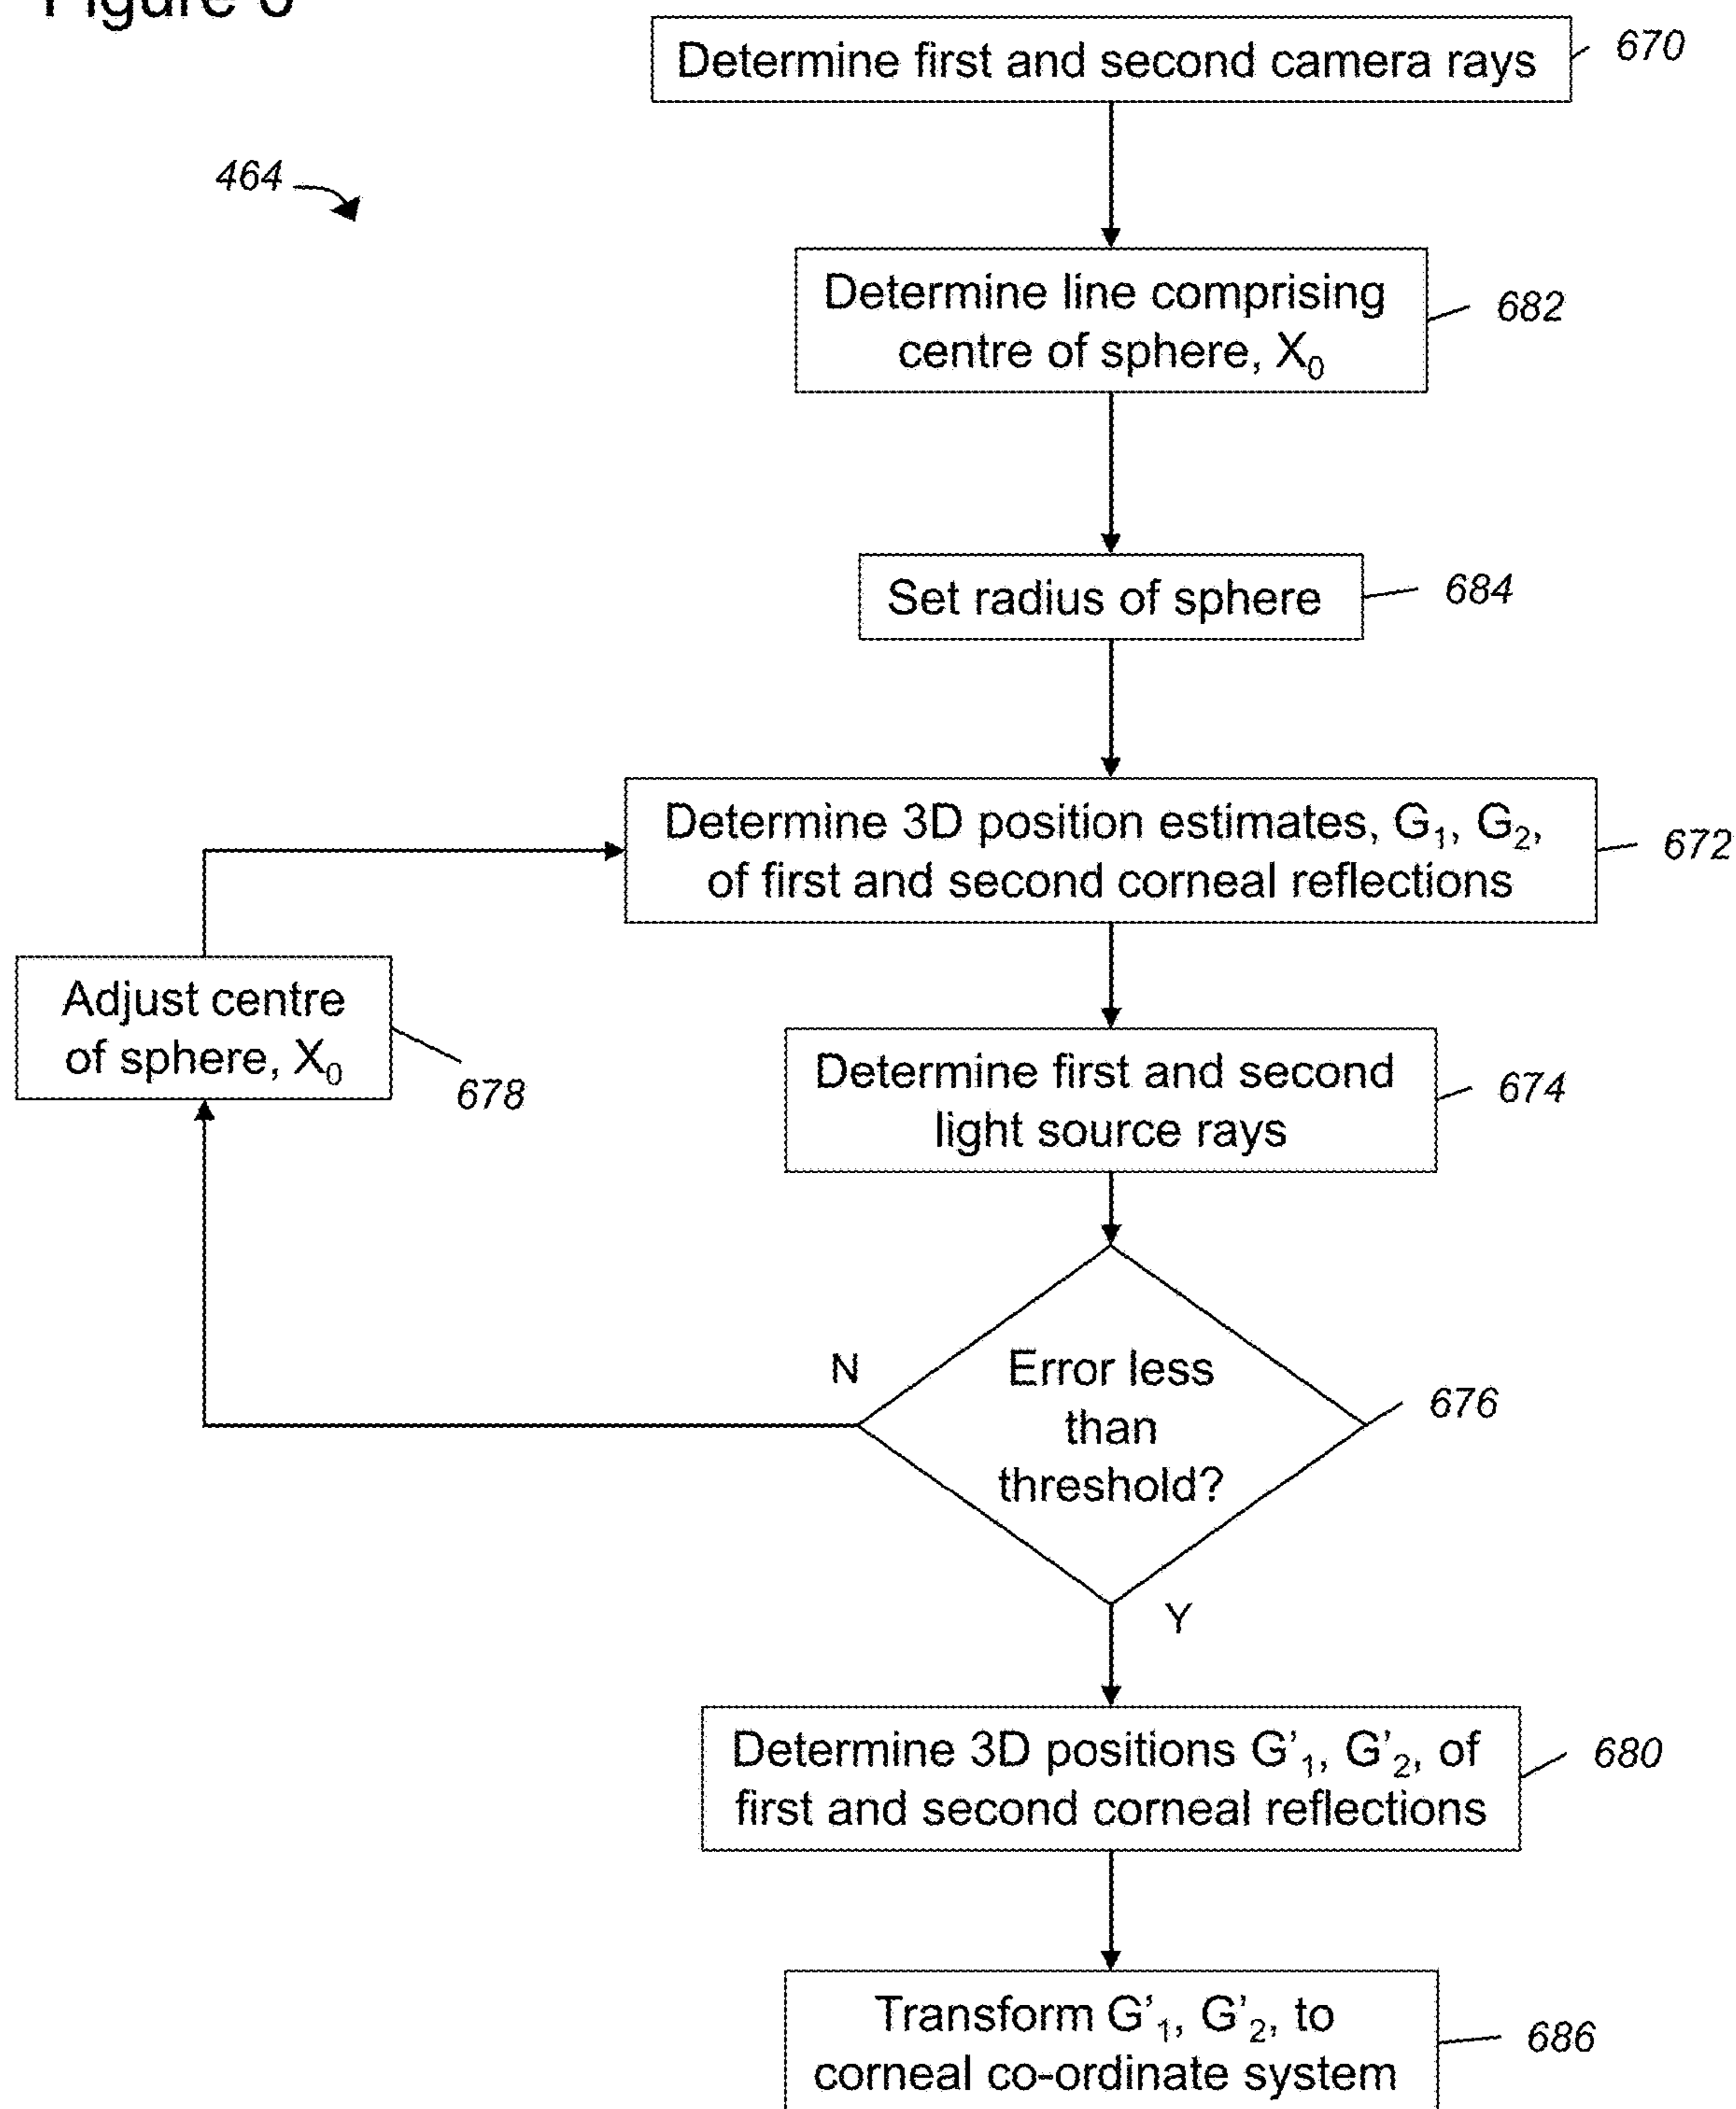 Figure 6
Determine first and second camera rays
670
464
Determine line comprising
centre of sphere, X₀
682
Set radius of sphere
684
Determine 3D position estimates, G₁, G₂,
of first and second corneal reflections
672
Adjust centre
of sphere, X₀
678
Determine first and second
light source rays
674
N
Error less
than
threshold?
676
Y
Determine 3D positions G’₁, G’₂, of
first and second corneal reflections
680
Transform G’₁, G’₂, to
corneal co-ordinate system
686